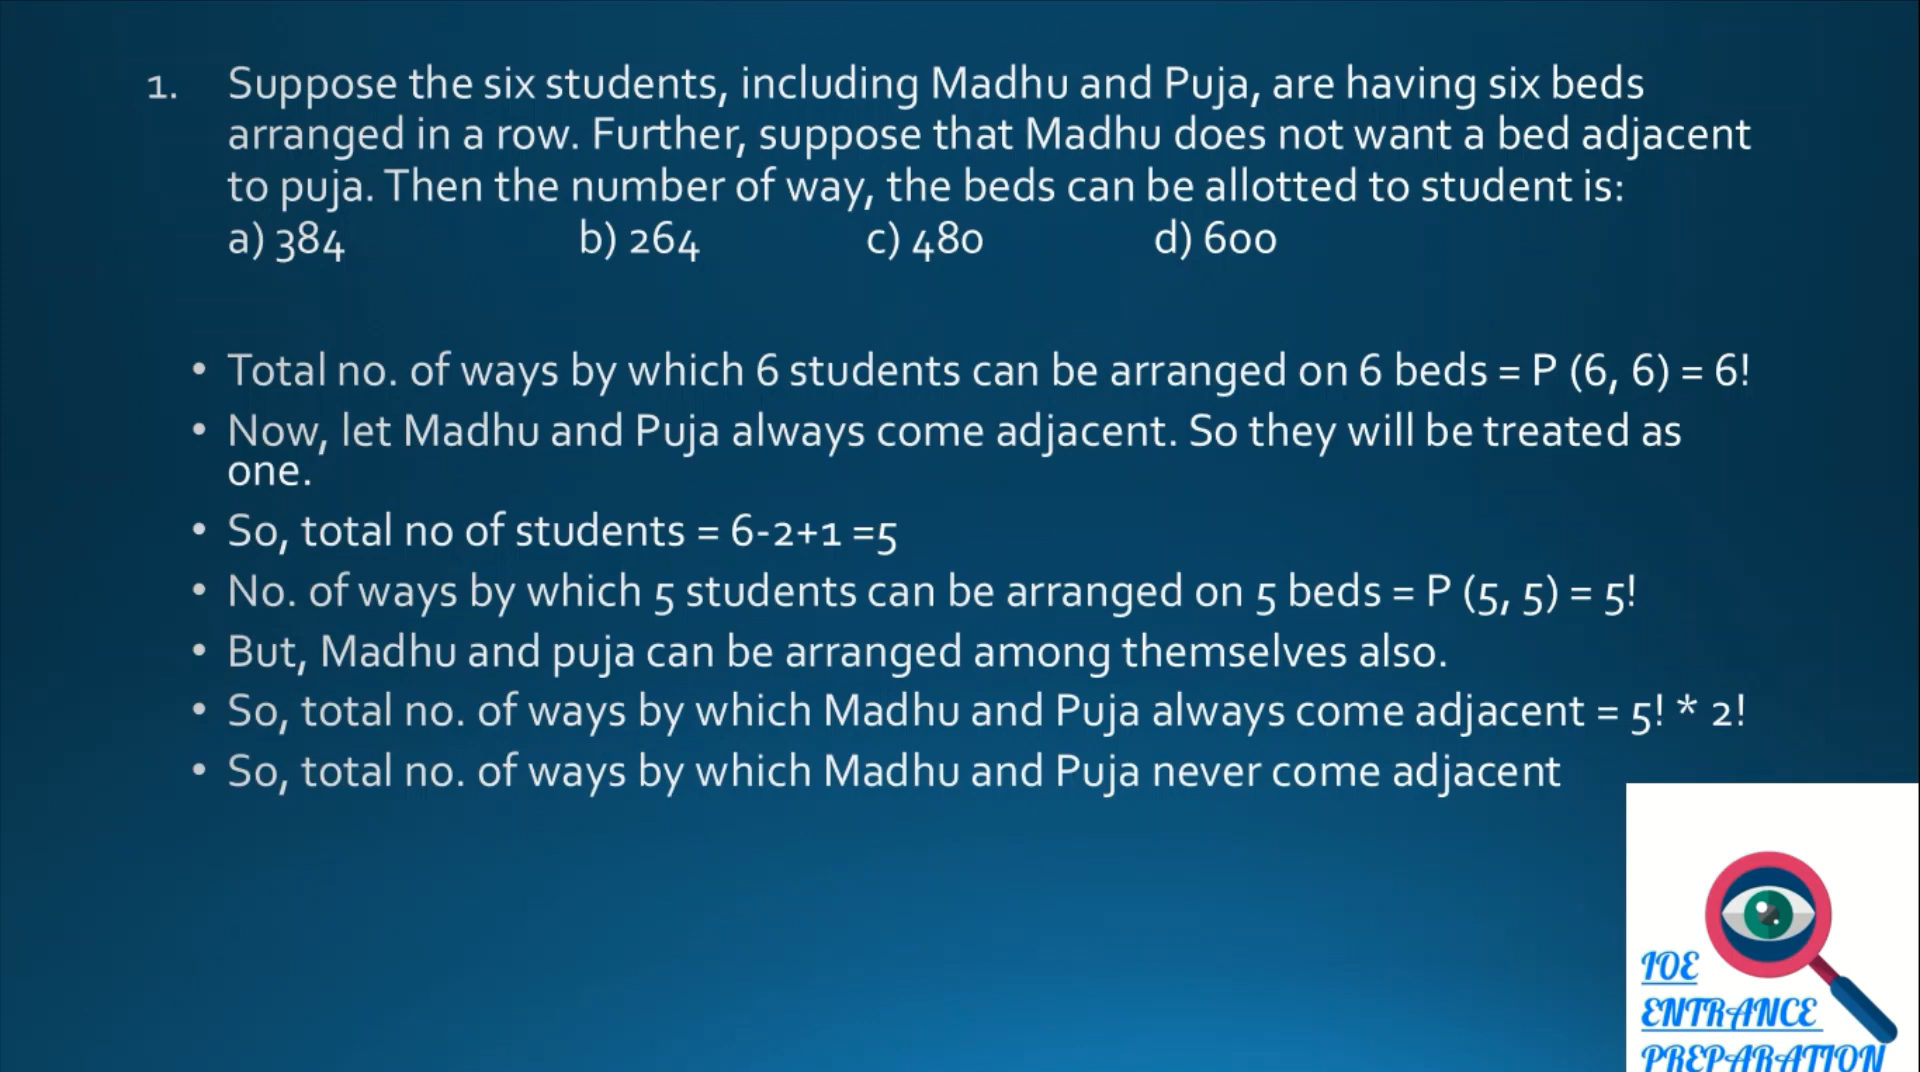 1. Suppose the six students, including Madhu and Puja, are having six beds
arranged in a row. Further, suppose that Madhu does not want a bed adjacent
to puja. Then the number of way, the beds can be allotted to student is:
a) 384 b) 264 c) 480 d) 600
• Total no. of ways by which 6 students can be arranged on 6 beds = P (6, 6) = 6!
• Now, let Madhu and Puja always come adjacent. So they will be treated as
one.
• So, total no of students = 6-2+1 =5
• No. of ways by which 5 students can be arranged on 5 beds = P (5, 5) = 5!
• But, Madhu and puja can be arranged among themselves also.
• So, total no. of ways by which Madhu and Puja always come adjacent = 5! * 2!
• So, total no. of ways by which Madhu and Puja never come adjacent
IOE
ENTRANCE
PREPARATION